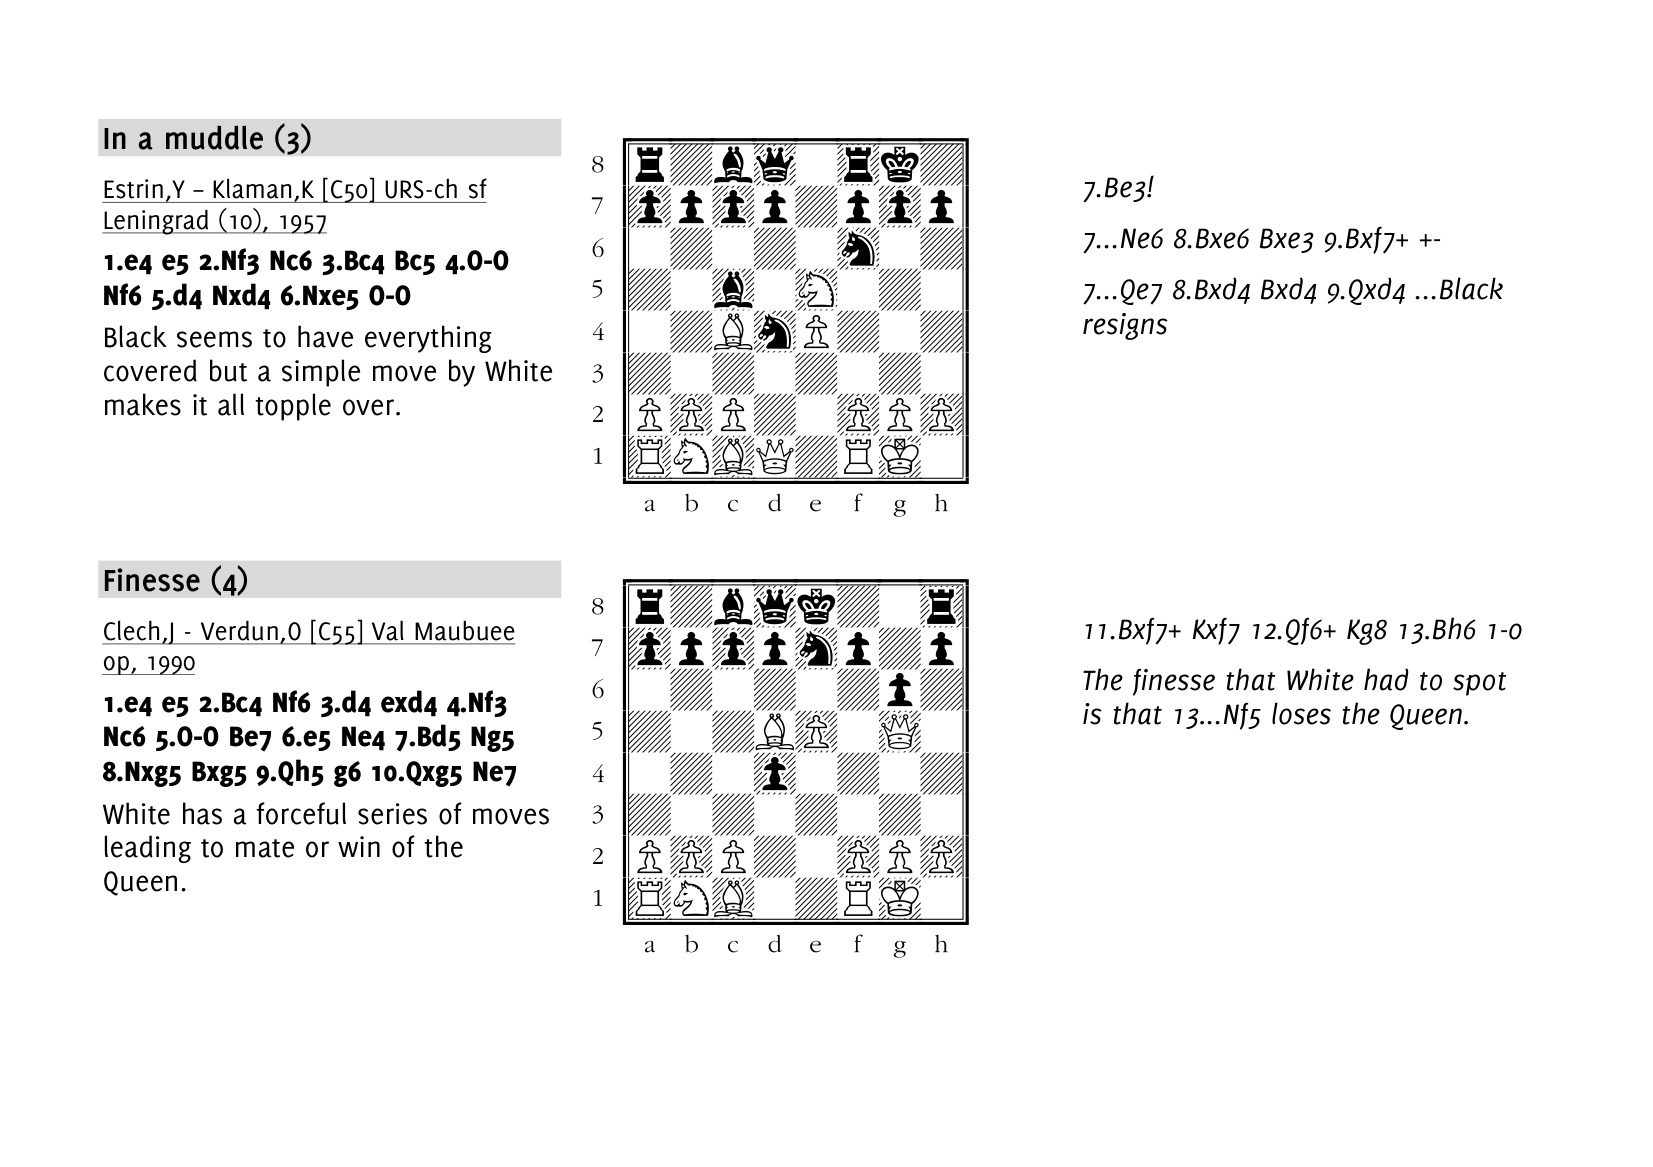 In a muddle (3)
Estrin,Y – Klaman,K [C50] URS-ch sf
Leningrad (10), 1957
1.e4 e5 2.Nf3 Nc6 3.Bc4 Bc5 4.0-0
Nf6 5.d4 Nxd4 6.Nxe5 0-0
Black seems to have everything
covered but a simple move by White
makes it all topple over.
8
7
6
5
4
3
2
1
a b c d e f g h
7.Be3!
7...Ne6 8.Bxe6 Bxe3 9.Bxf7+ +-
7...Qe7 8.Bxd4 Bxd4 9.Qxd4 ...Black
resigns
Finesse (4)
Clech,J - Verdun,O [C55] Val Maubuee
op, 1990
1.e4 e5 2.Bc4 Nf6 3.d4 exd4 4.Nf3
Nc6 5.0-0 Be7 6.e5 Ne4 7.Bd5 Ng5
8.Nxg5 Bxg5 9.Qh5 g6 10.Qxg5 Ne7
White has a forceful series of moves
leading to mate or win of the
Queen.
8
7
6
5
4
3
2
1
a b c d e f g h
11.Bxf7+ Kxf7 12.Qf6+ Kg8 13.Bh6 1-0
The finesse that White had to spot
is that 13...Nf5 loses the Queen.